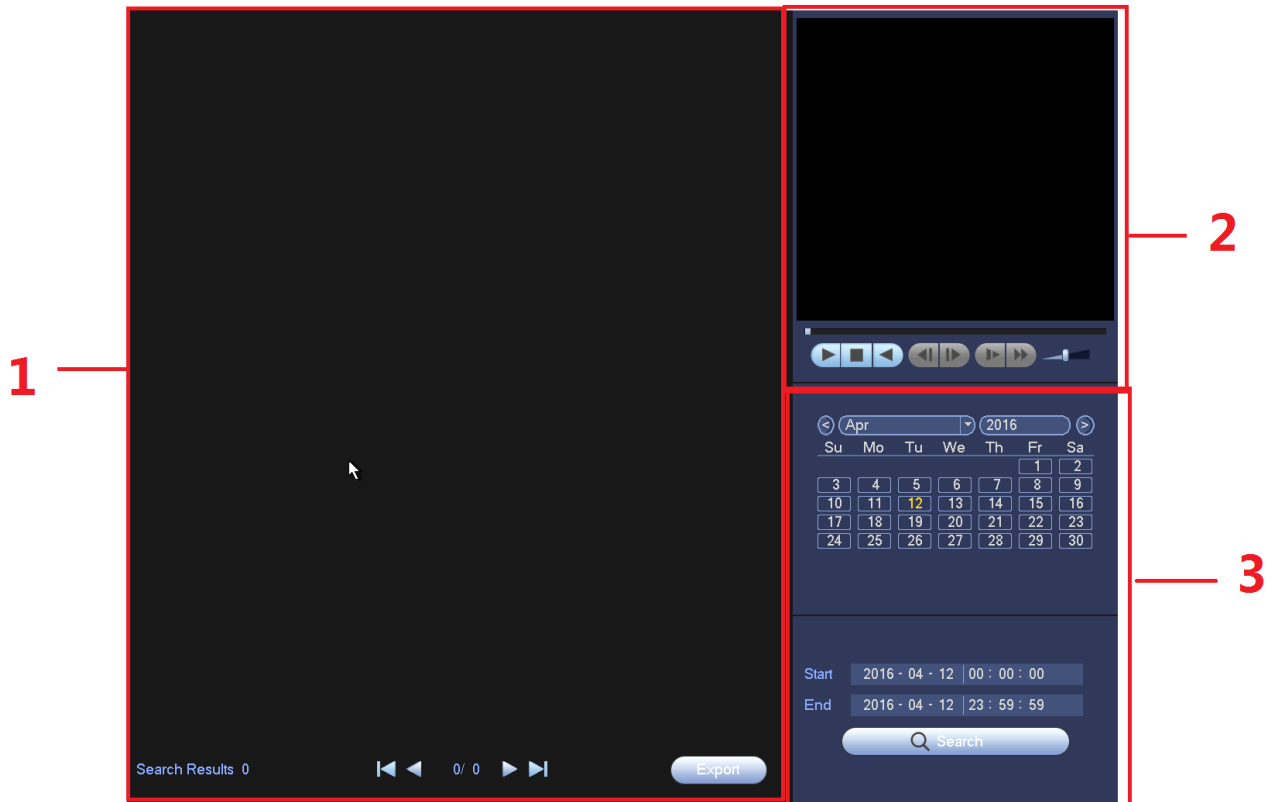 1
Search Results 0
0/ 0
Export
2
Apr
2016
Su Mo Tu We Th Fr Sa
1 2
3 4 5 6 7 8 9
10 11 12 13 14 15 16
17 18 19 20 21 22 23
24 25 26 27 28 29 30
3
Start 2016 - 04 - 12 00 : 00 : 00
End 2016 - 04 - 12 23 : 59 : 59
Search